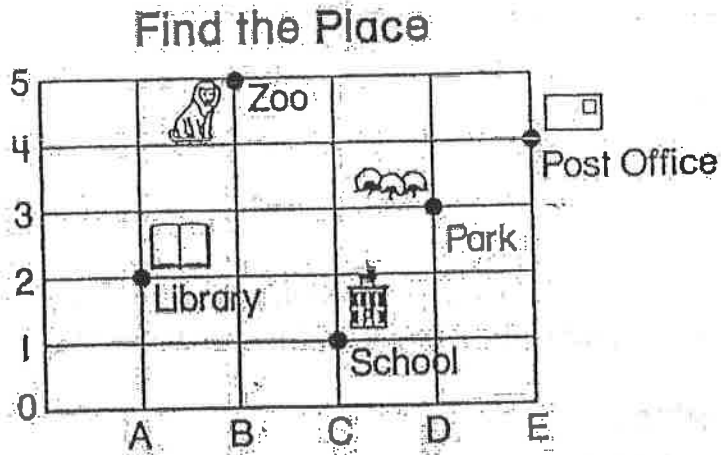 Find the Place
5
Zoo
4
Post Office
3
Park
2
Library
1
School
0
A B C D E